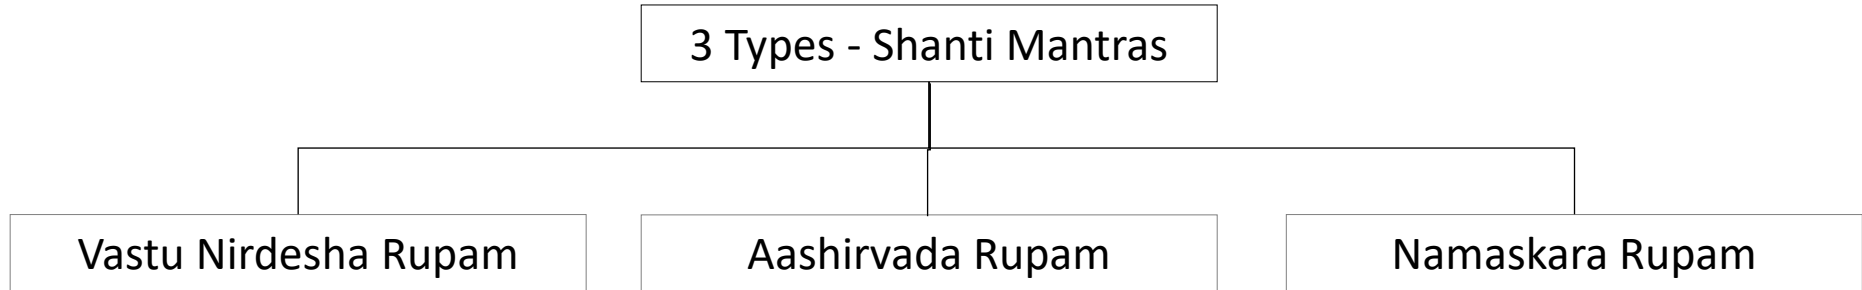 3 Types - Shanti Mantras
Vastu Nirdesha Rupam
Aashirvada Rupam
Namaskara Rupam